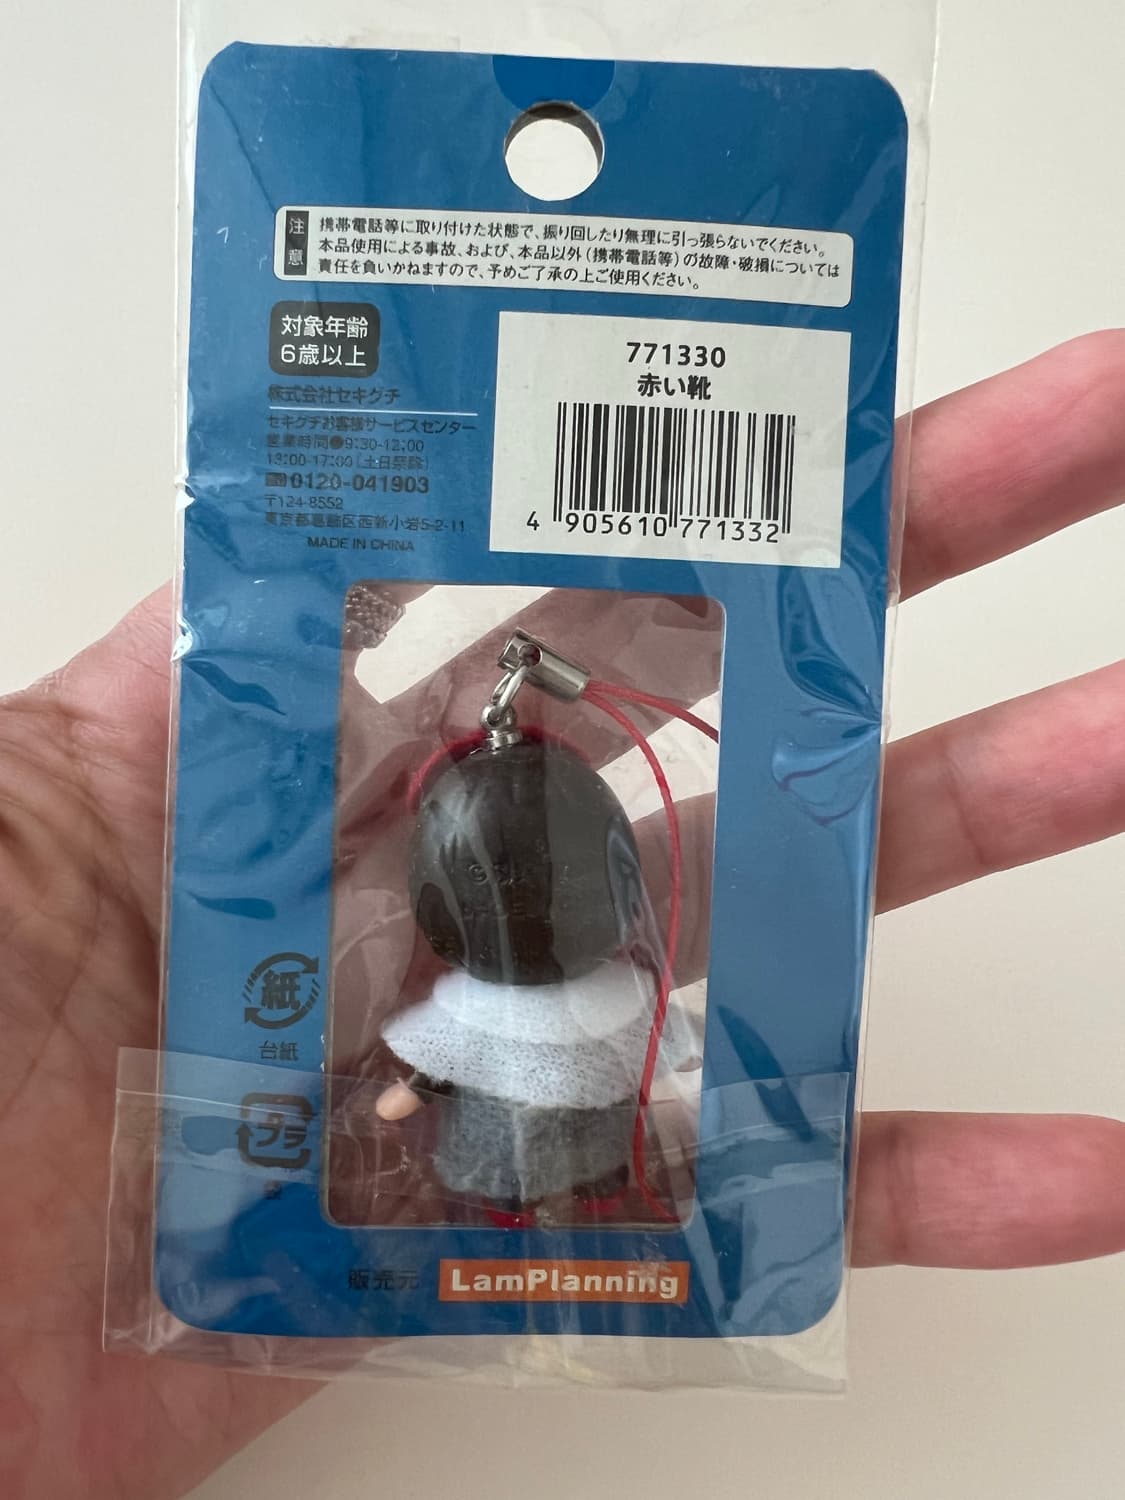 注意
携帯電話等に取り付けた状態で、振り回したり無理に引っ張らないでください。
本品使用による事故、および、本品以外（携帯電話等）の故障・破損については
責任を負いかねますので、予めご了承の上ご使用ください。
対象年齢
6歳以上
株式会社セキグチ
セキグチお客様サービスセンター
営業時間●9:30-12:00
13:00-17:00（土日祭除）
0120-041903
〒124-8552
東京都葛飾区西新小岩5-2-11
MADE IN CHINA
771330
赤い靴
4 905610 771332
紙
台紙
プラ
販売元 LamPlanning